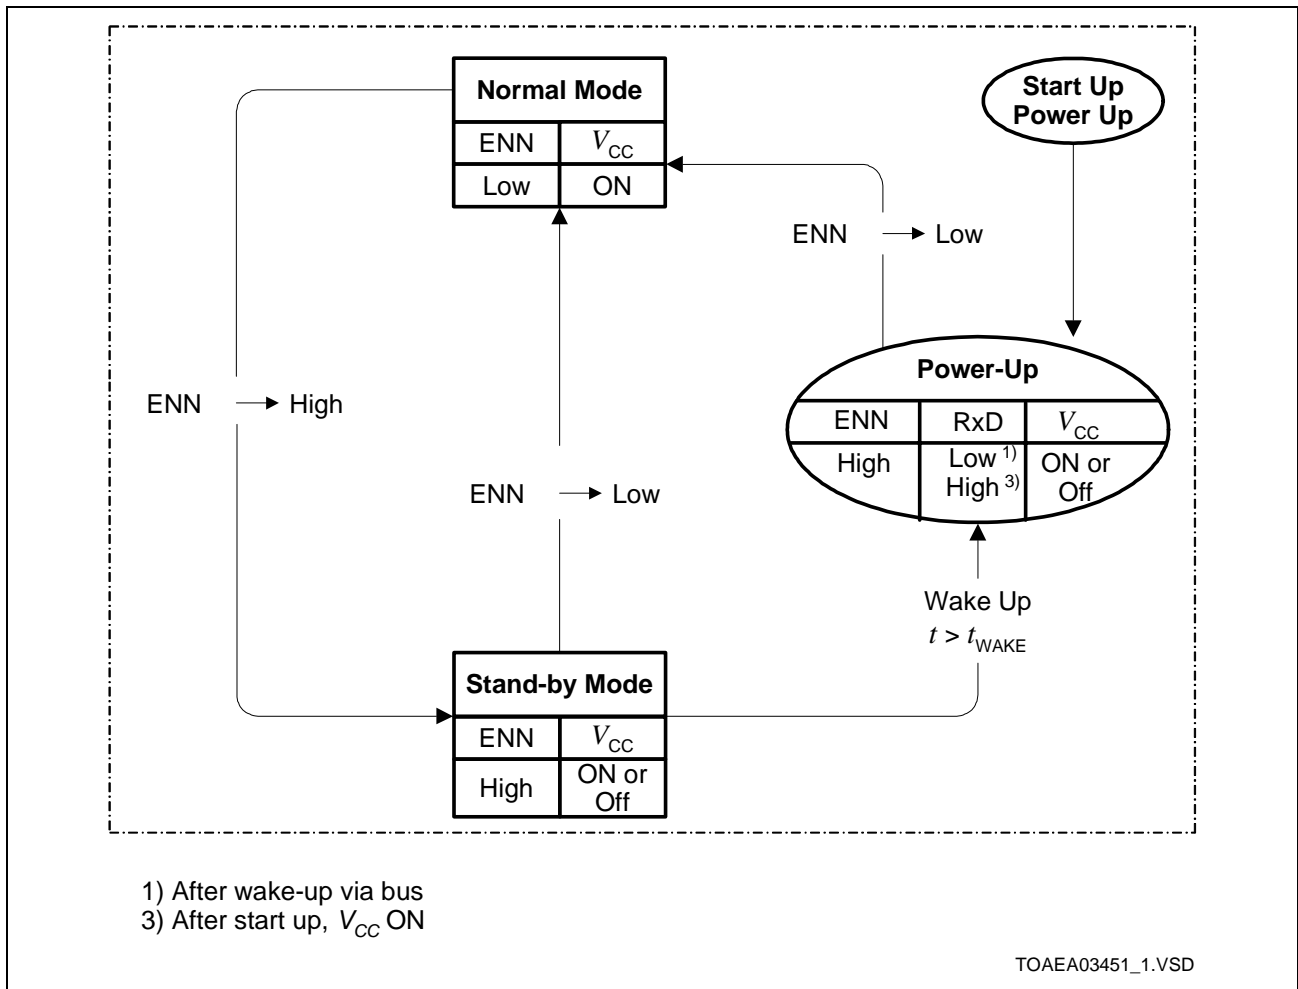 Normal Mode
ENN V_CC
Low ON
Start Up
Power Up
ENN → Low
Power-Up
ENN RxD V_CC
High Low 1) ON or
High 3) Off
ENN → High
ENN → Low
Wake Up
t > t_WAKE
Stand-by Mode
ENN V_CC
High ON or
Off
1) After wake-up via bus
3) After start up, V_CC ON
TOAEA03451_1.VSD